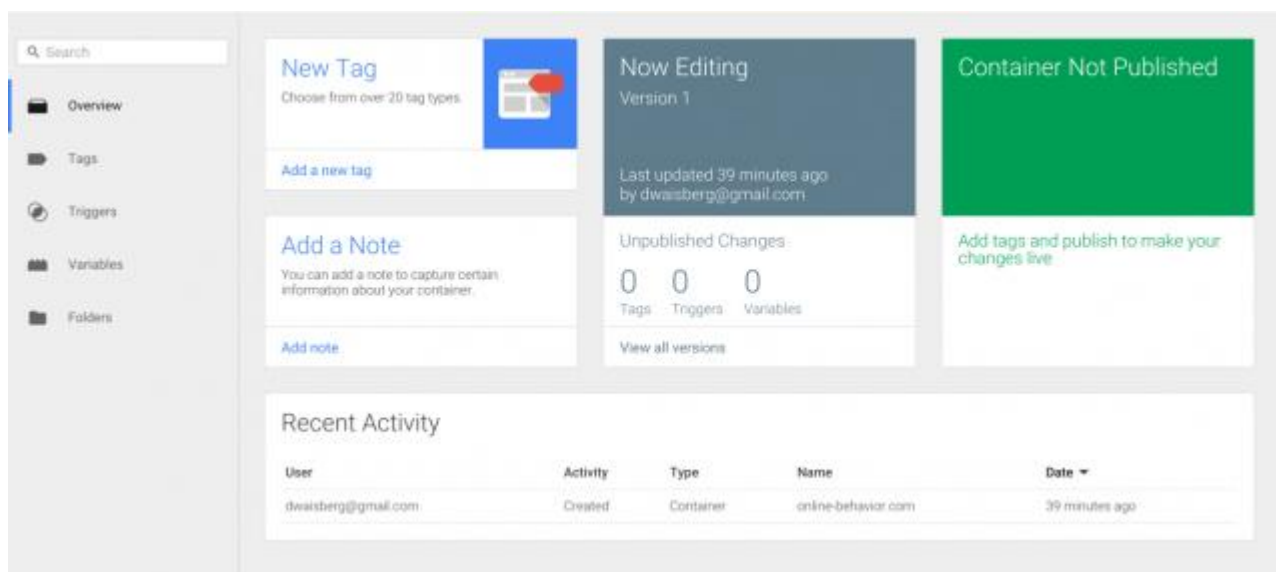 Search
Overview
Tags
Triggers
Variables
Folders
New Tag
Choose from over 20 tag types.
Add a new tag
Add a Note
You can add a note to capture certain
information about your container.
Add note
Now Editing
Version 1
Last updated 39 minutes ago
by dwaisberg@gmail.com
Unpublished Changes
0 0 0
Tags Triggers Variables
View all versions
Container Not Published
Add tags and publish to make your
changes live
Recent Activity
User Activity Type Name Date
dwaisberg@gmail.com Created Container online-behavior.com 39 minutes ago